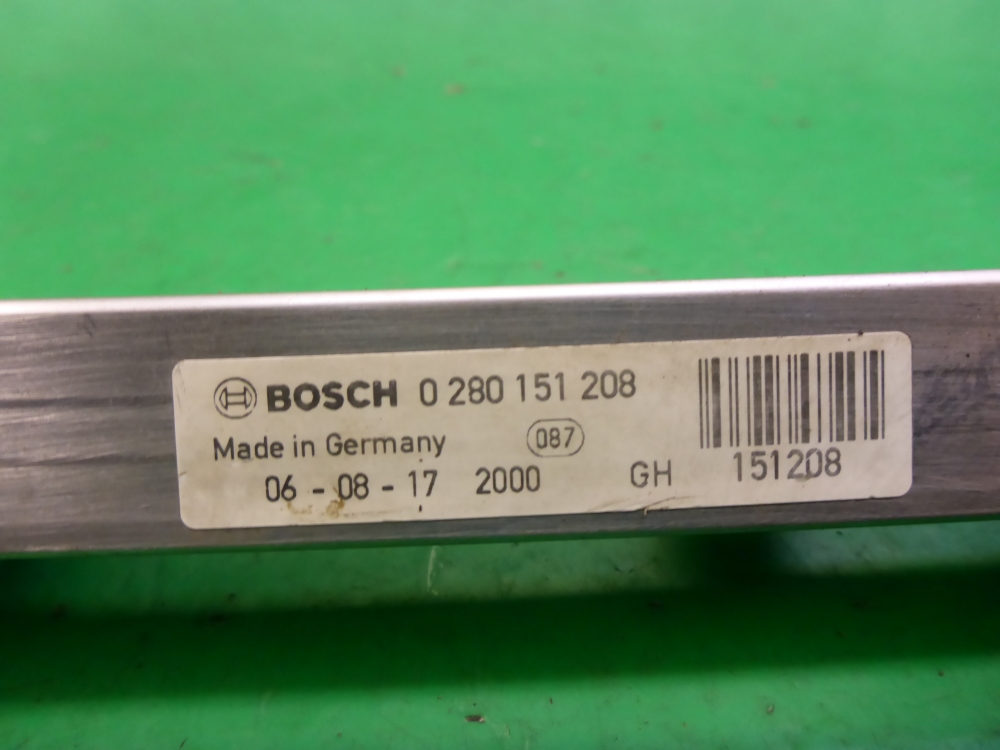 BOSCH 0 280 151 208
Made in Germany 087
06 - 08 - 17 2000 GH 151208